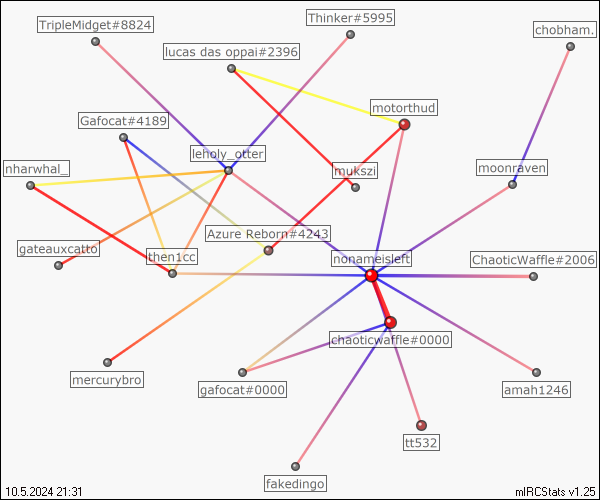 Thinker#5995
TripleMidget#8824
chobham.
lucas das oppai#2396
motorthud
Gafocat#4189
leholy_otter
nharwhal_
mukszi
moonraven
Azure Reborn#4243
gateauxcatto
then1cc
nonameisleft
ChaoticWaffle#2006
chaoticwaffle#0000
mercurybro
gafocat#0000
amah1246
tt532
fakedingo
10.5.2024 21:31
mIRCStats v1.25